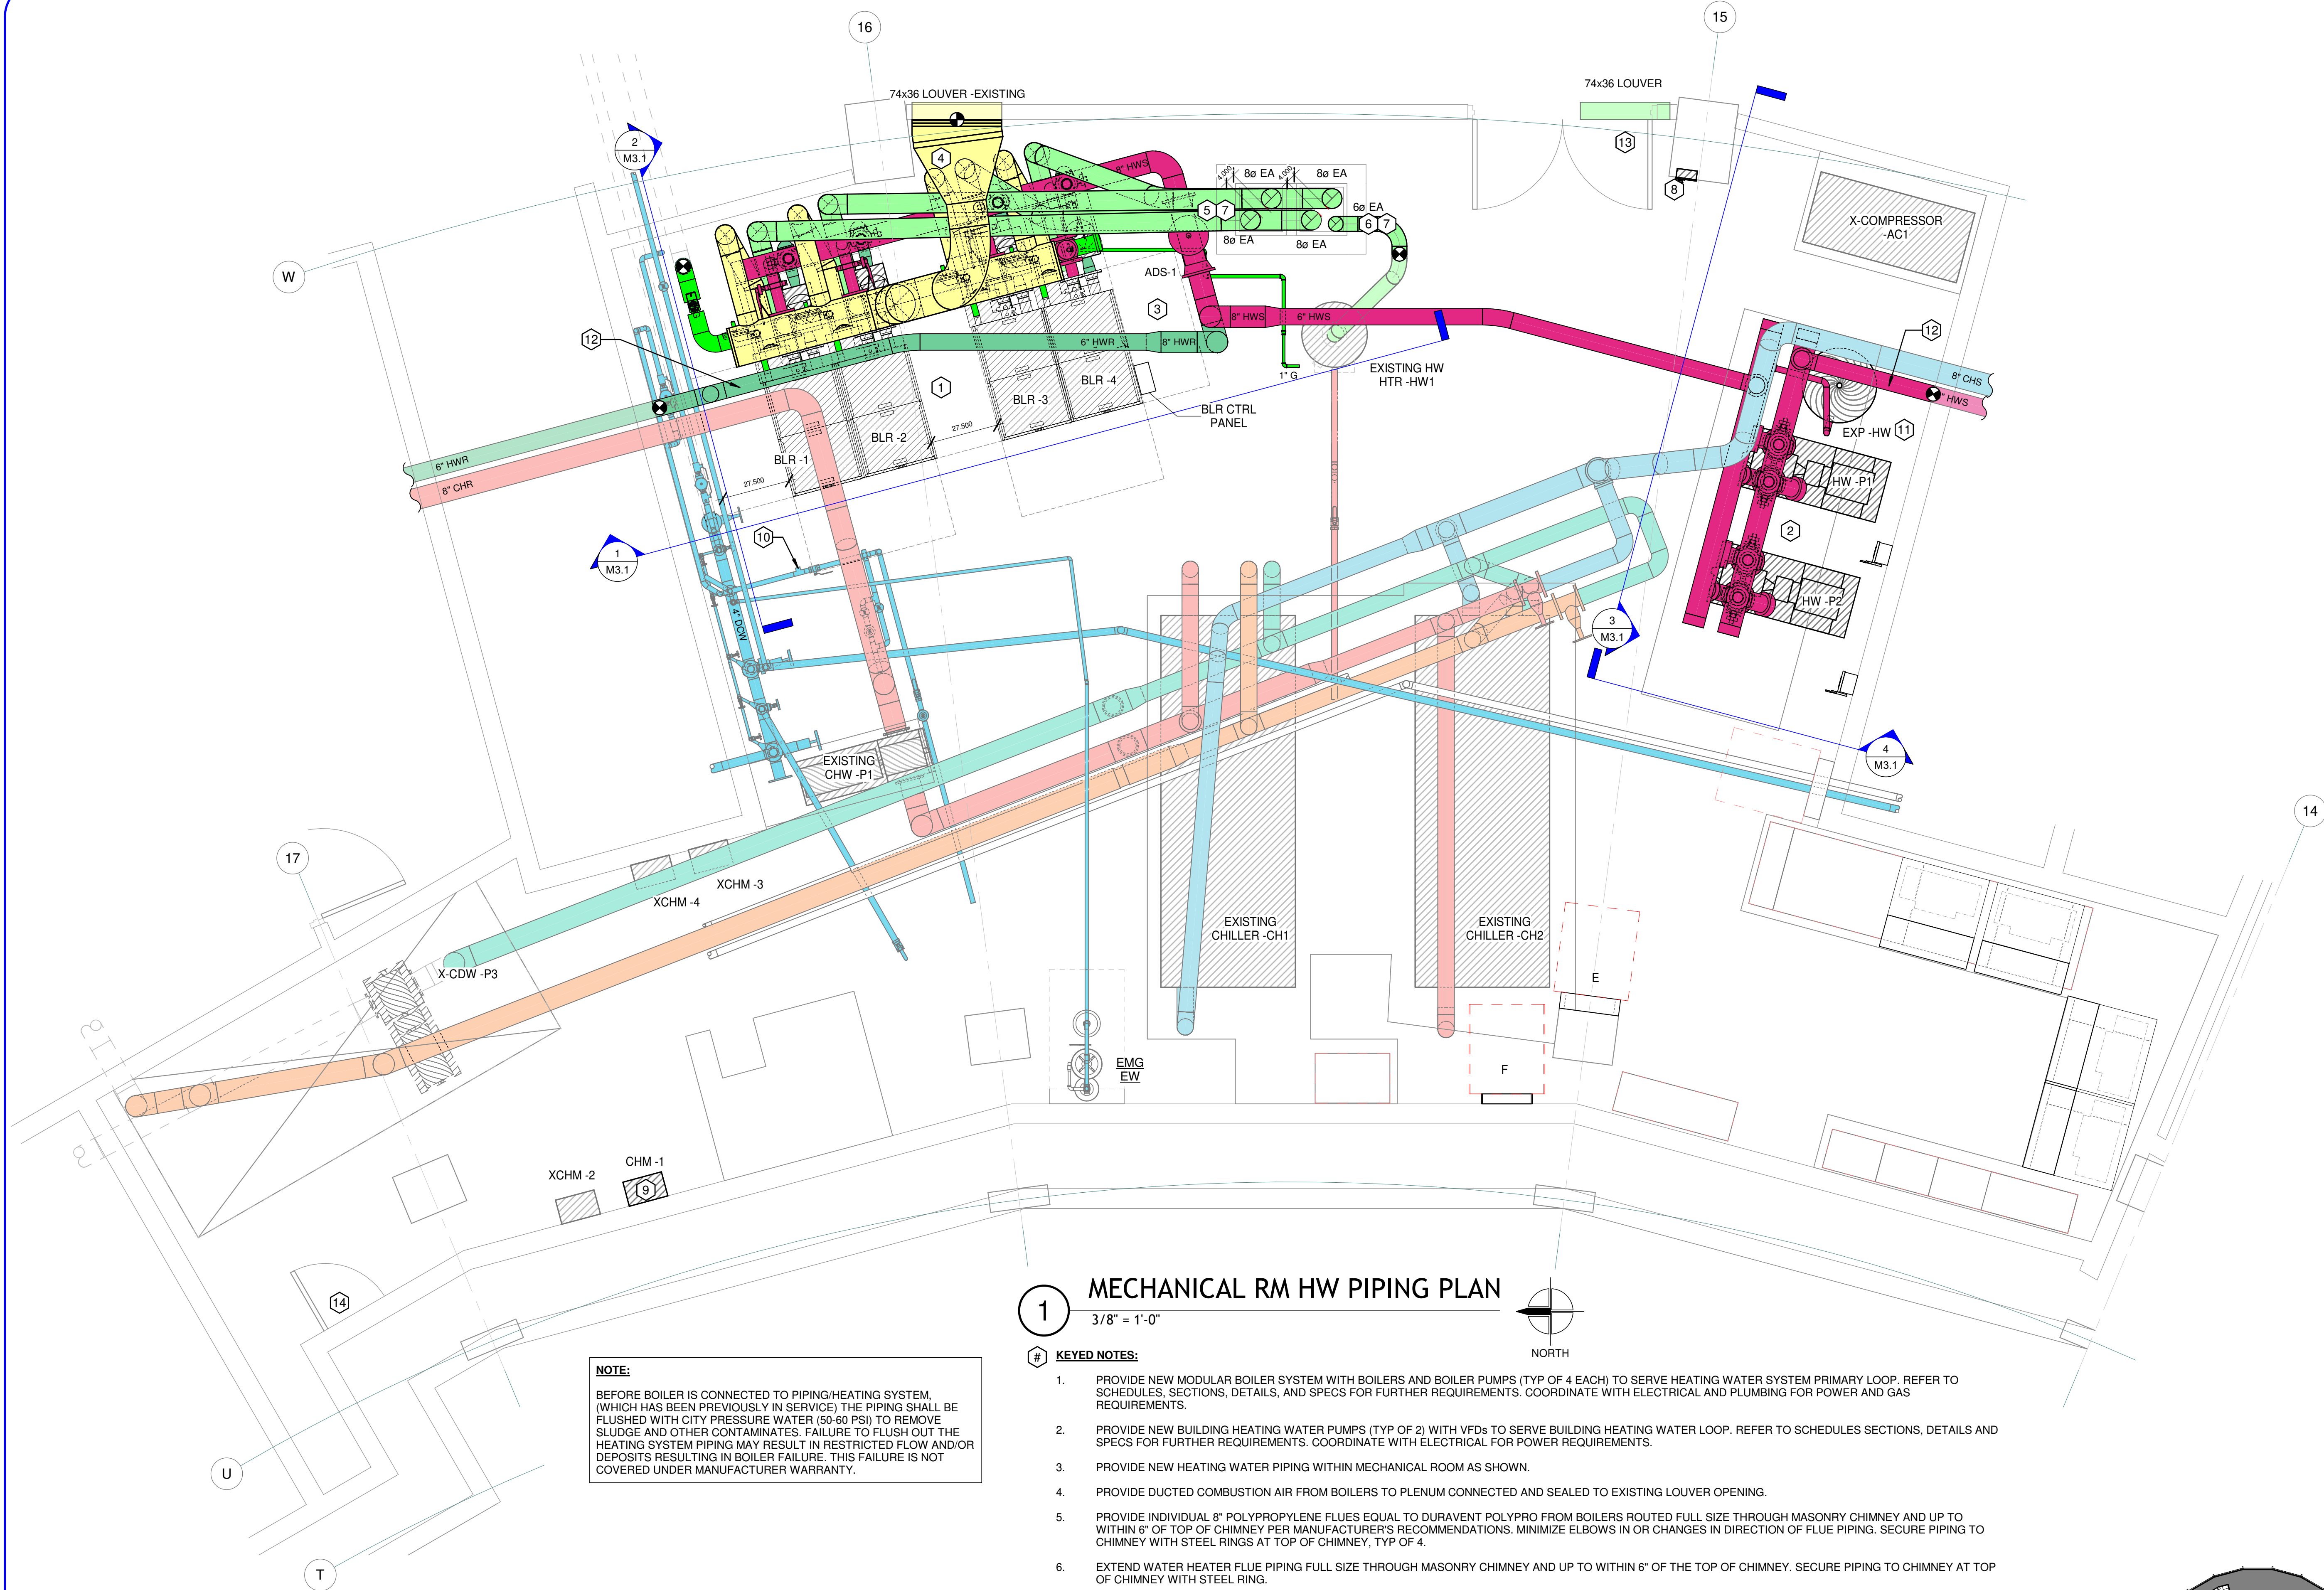 16
15
74x36 LOUVER -EXISTING
74x36 LOUVER
2
M3.1
4
13
8" HWS
4.000
8ø EA
4.000
8ø EA
8
5
7
6ø EA
6
7
8ø EA
8ø EA
X-COMPRESSOR
-AC1
W
ADS-1
3
12
8" HWS
6" HWS
12
6" HWR
8" HWR
1" G
EXISTING HW
HTR -HW1
8" CHS
" HWS
1
BLR -4
BLR -3
BLR CTRL
PANEL
EXP -HW
11
BLR -2
27.500
BLR -1
6" HWR
8" CHR
27.500
HW -P1
10
2
1
M3.1
4" DCW
HW -P2
3
M3.1
4
M3.1
EXISTING
CHW -P1
14
17
XCHM -3
XCHM -4
EXISTING
CHILLER -CH1
EXISTING
CHILLER -CH2
X-CDW -P3
E
EMG
EW
F
XCHM -2
CHM -1
9
14
1
MECHANICAL RM HW PIPING PLAN
3/8" = 1'-0"
NORTH
U
T
NOTE:
BEFORE BOILER IS CONNECTED TO PIPING/HEATING SYSTEM,
(WHICH HAS BEEN PREVIOUSLY IN SERVICE) THE PIPING SHALL BE
FLUSHED WITH CITY PRESSURE WATER (50-60 PSI) TO REMOVE
SLUDGE AND OTHER CONTAMINATES. FAILURE TO FLUSH OUT THE
HEATING SYSTEM PIPING MAY RESULT IN RESTRICTED FLOW AND/OR
DEPOSITS RESULTING IN BOILER FAILURE. THIS FAILURE IS NOT
COVERED UNDER MANUFACTURER WARRANTY.
# KEYED NOTES:
1. PROVIDE NEW MODULAR BOILER SYSTEM WITH BOILERS AND BOILER PUMPS (TYP OF 4 EACH) TO SERVE HEATING WATER SYSTEM PRIMARY LOOP. REFER TO
SCHEDULES, SECTIONS, DETAILS, AND SPECS FOR FURTHER REQUIREMENTS. COORDINATE WITH ELECTRICAL AND PLUMBING FOR POWER AND GAS
REQUIREMENTS.
2. PROVIDE NEW BUILDING HEATING WATER PUMPS (TYP OF 2) WITH VFDs TO SERVE BUILDING HEATING WATER LOOP. REFER TO SCHEDULES SECTIONS, DETAILS AND
SPECS FOR FURTHER REQUIREMENTS. COORDINATE WITH ELECTRICAL FOR POWER REQUIREMENTS.
3. PROVIDE NEW HEATING WATER PIPING WITHIN MECHANICAL ROOM AS SHOWN.
4. PROVIDE DUCTED COMBUSTION AIR FROM BOILERS TO PLENUM CONNECTED AND SEALED TO EXISTING LOUVER OPENING.
5. PROVIDE INDIVIDUAL 8" POLYPROPYLENE FLUES EQUAL TO DURAVENT POLYPRO FROM BOILERS ROUTED FULL SIZE THROUGH MASONRY CHIMNEY AND UP TO
WITHIN 6" OF TOP OF CHIMNEY PER MANUFACTURER'S RECOMMENDATIONS. MINIMIZE ELBOWS IN OR CHANGES IN DIRECTION OF FLUE PIPING. SECURE PIPING TO
CHIMNEY WITH STEEL RINGS AT TOP OF CHIMNEY, TYP OF 4.
6. EXTEND WATER HEATER FLUE PIPING FULL SIZE THROUGH MASONRY CHIMNEY AND UP TO WITHIN 6" OF THE TOP OF CHIMNEY. SECURE PIPING TO CHIMNEY AT TOP
OF CHIMNEY WITH STEEL RING.